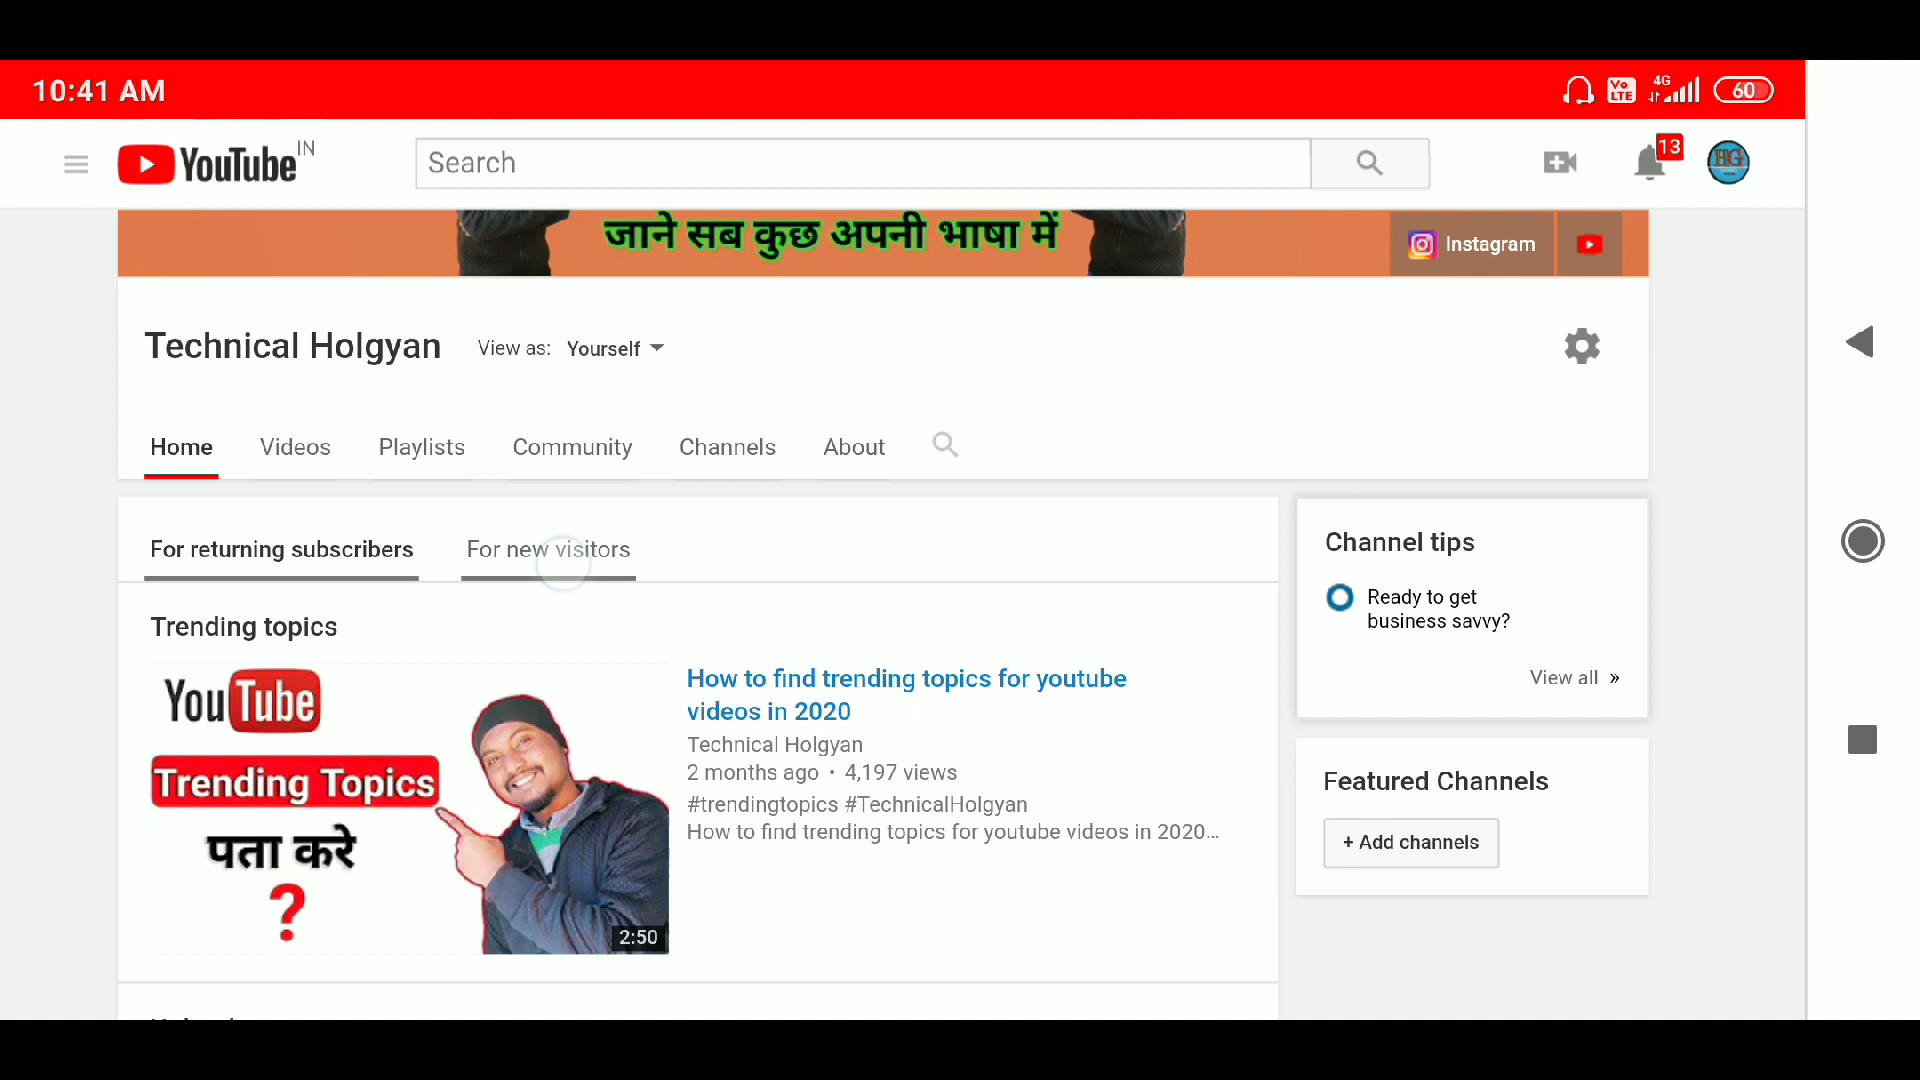 10:41 AM
Vo LTE 4G 60
YouTube IN
Search
13
HG
जाने सब कुछ अपनी भाषा में
Instagram
Technical Holgyan View as: Yourself
Home Videos Playlists Community Channels About
For returning subscribers For new visitors
Trending topics
YouTube
Trending Topics
पता करे
?
2:50
How to find trending topics for youtube
videos in 2020
Technical Holgyan
2 months ago • 4,197 views
#trendingtopics #TechnicalHolgyan
How to find trending topics for youtube videos in 2020...
Channel tips
Ready to get
business savvy?
View all »
Featured Channels
+ Add channels